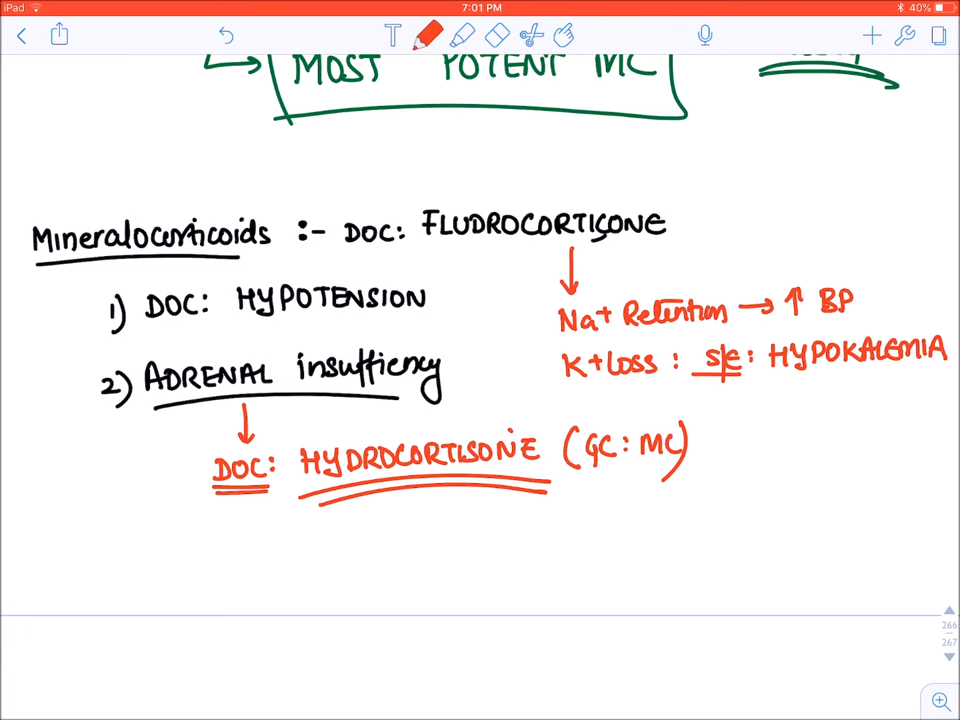 iPad 7:01 PM 40%
T
MOST POTENT MC
Mineralocorticoids :- DOC: FLUDROCORTISONE
1) DOC: HYPOTENSION
Na+ Retention → ↑ BP
K+ Loss : S/E : HYPOKALEMIA
2) ADRENAL insufficiency
DOC: HYDROCORTISONE (GC : MC)
266
267